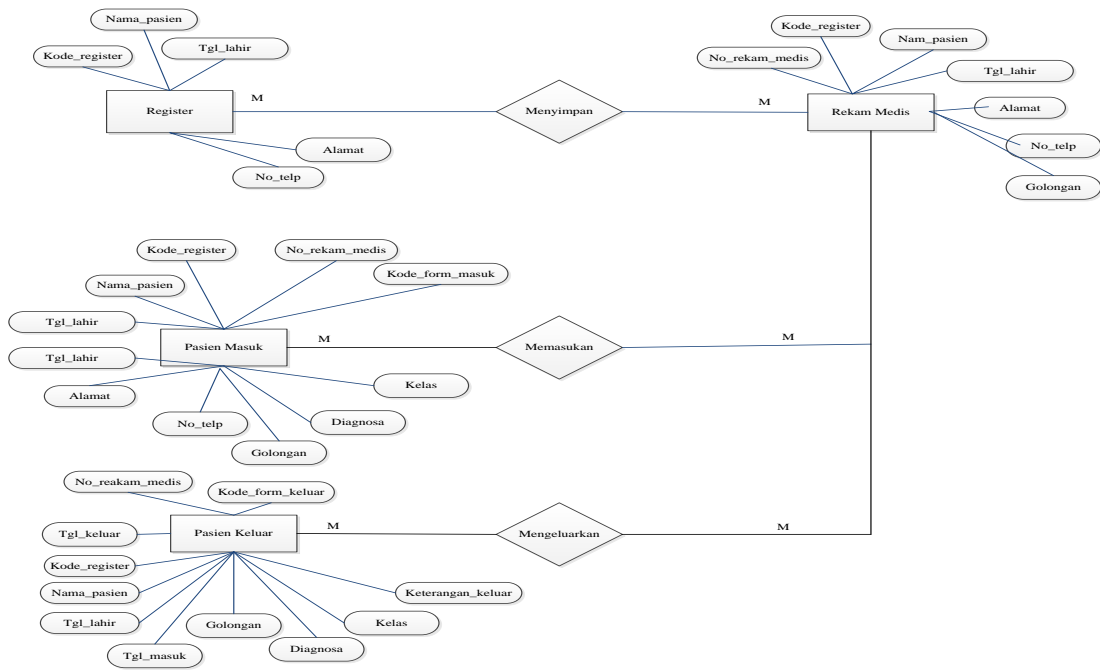 Nama_pasien
Kode_register
Tgl_lahir
Register
M
Menyimpan
M
Alamat
No_telp
Kode_register
Nam_pasien
No_rekam_medis
Tgl_lahir
Rekam Medis
Alamat
No_telp
Golongan
Kode_register
No_rekam_medis
Kode_form_masuk
Nama_pasien
Tgl_lahir
Pasien Masuk
M
Memasukan
M
Tgl_lahir
Kelas
Alamat
No_telp
Diagnosa
Golongan
No_reakam_medis
Kode_form_keluar
Tgl_keluar
Pasien Keluar
M
Mengeluarkan
M
Kode_register
Nama_pasien
Keterangan_keluar
Tgl_lahir
Golongan
Kelas
Tgl_masuk
Diagnosa